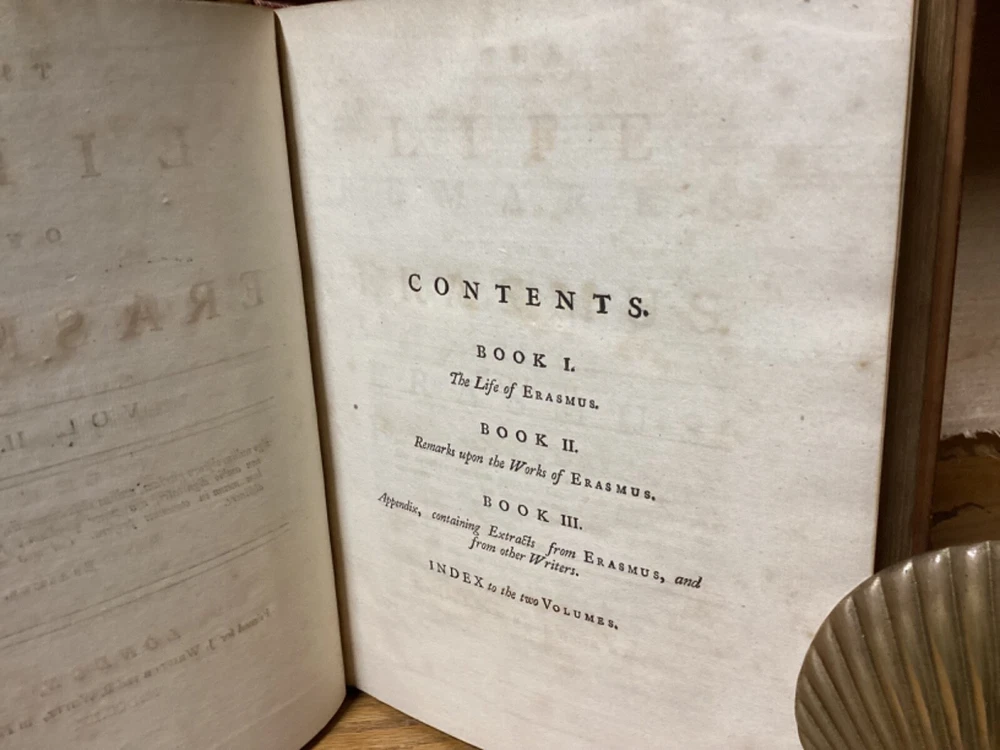 CONTENTS.
BOOK I.
The Life of ERASMUS.
BOOK II.
Remarks upon the Works of ERASMUS.
BOOK III.
Appendix, containing Extracts from ERASMUS, and
from other Writers.
INDEX to the two VOLUMES.